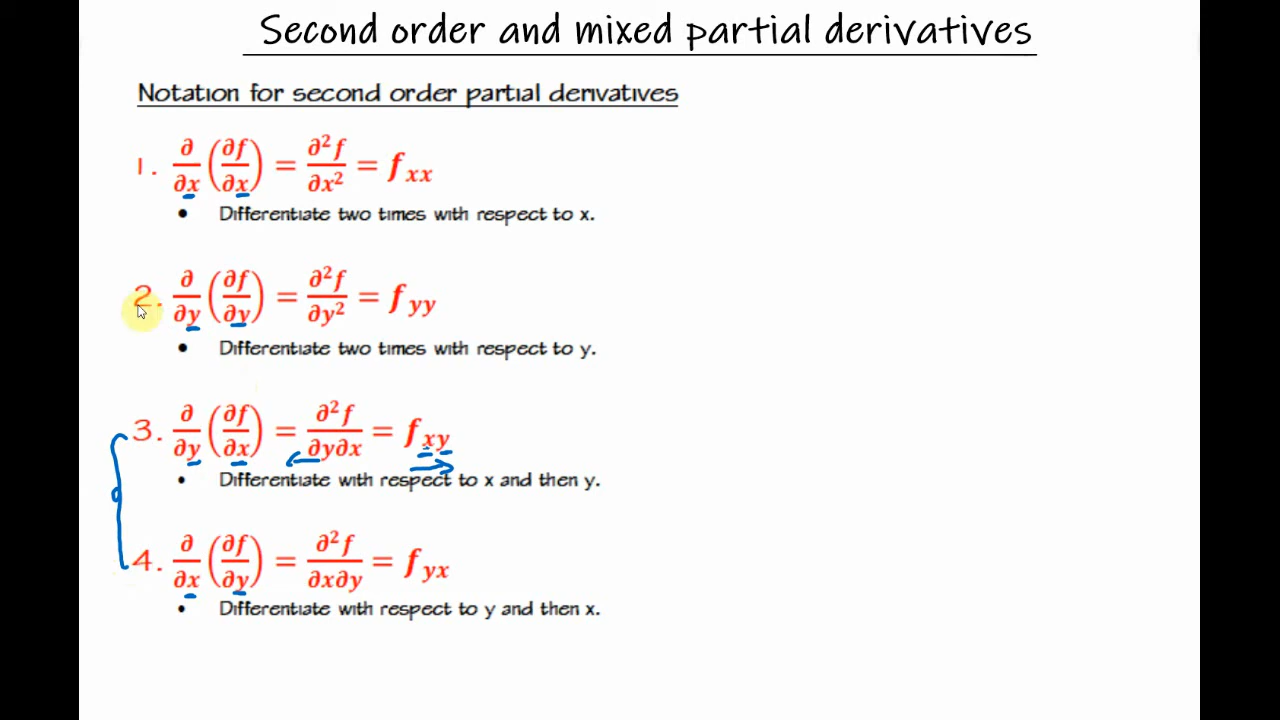 Second order and mixed partial derivatives
Notation for second order partial derivatives
1. ∂/∂x (∂f/∂x) = ∂²f/∂x² = f_xx
• Differentiate two times with respect to x.
2. ∂/∂y (∂f/∂y) = ∂²f/∂y² = f_yy
• Differentiate two times with respect to y.
3. ∂/∂y (∂f/∂x) = ∂²f/∂y∂x = f_xy
• Differentiate with respect to x and then y.
4. ∂/∂x (∂f/∂y) = ∂²f/∂x∂y = f_yx
• Differentiate with respect to y and then x.